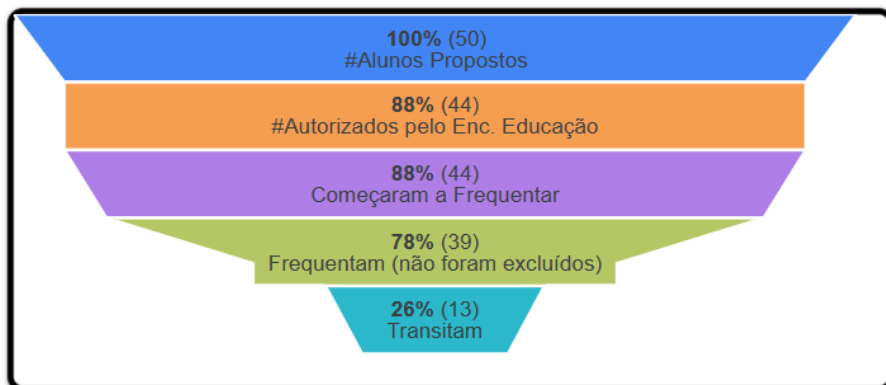 100% (50)
#Alunos Propostos
88% (44)
#Autorizados pelo Enc. Educação
88% (44)
Começaram a Frequentar
78% (39)
Frequentam (não foram excluídos)
26% (13)
Transitam